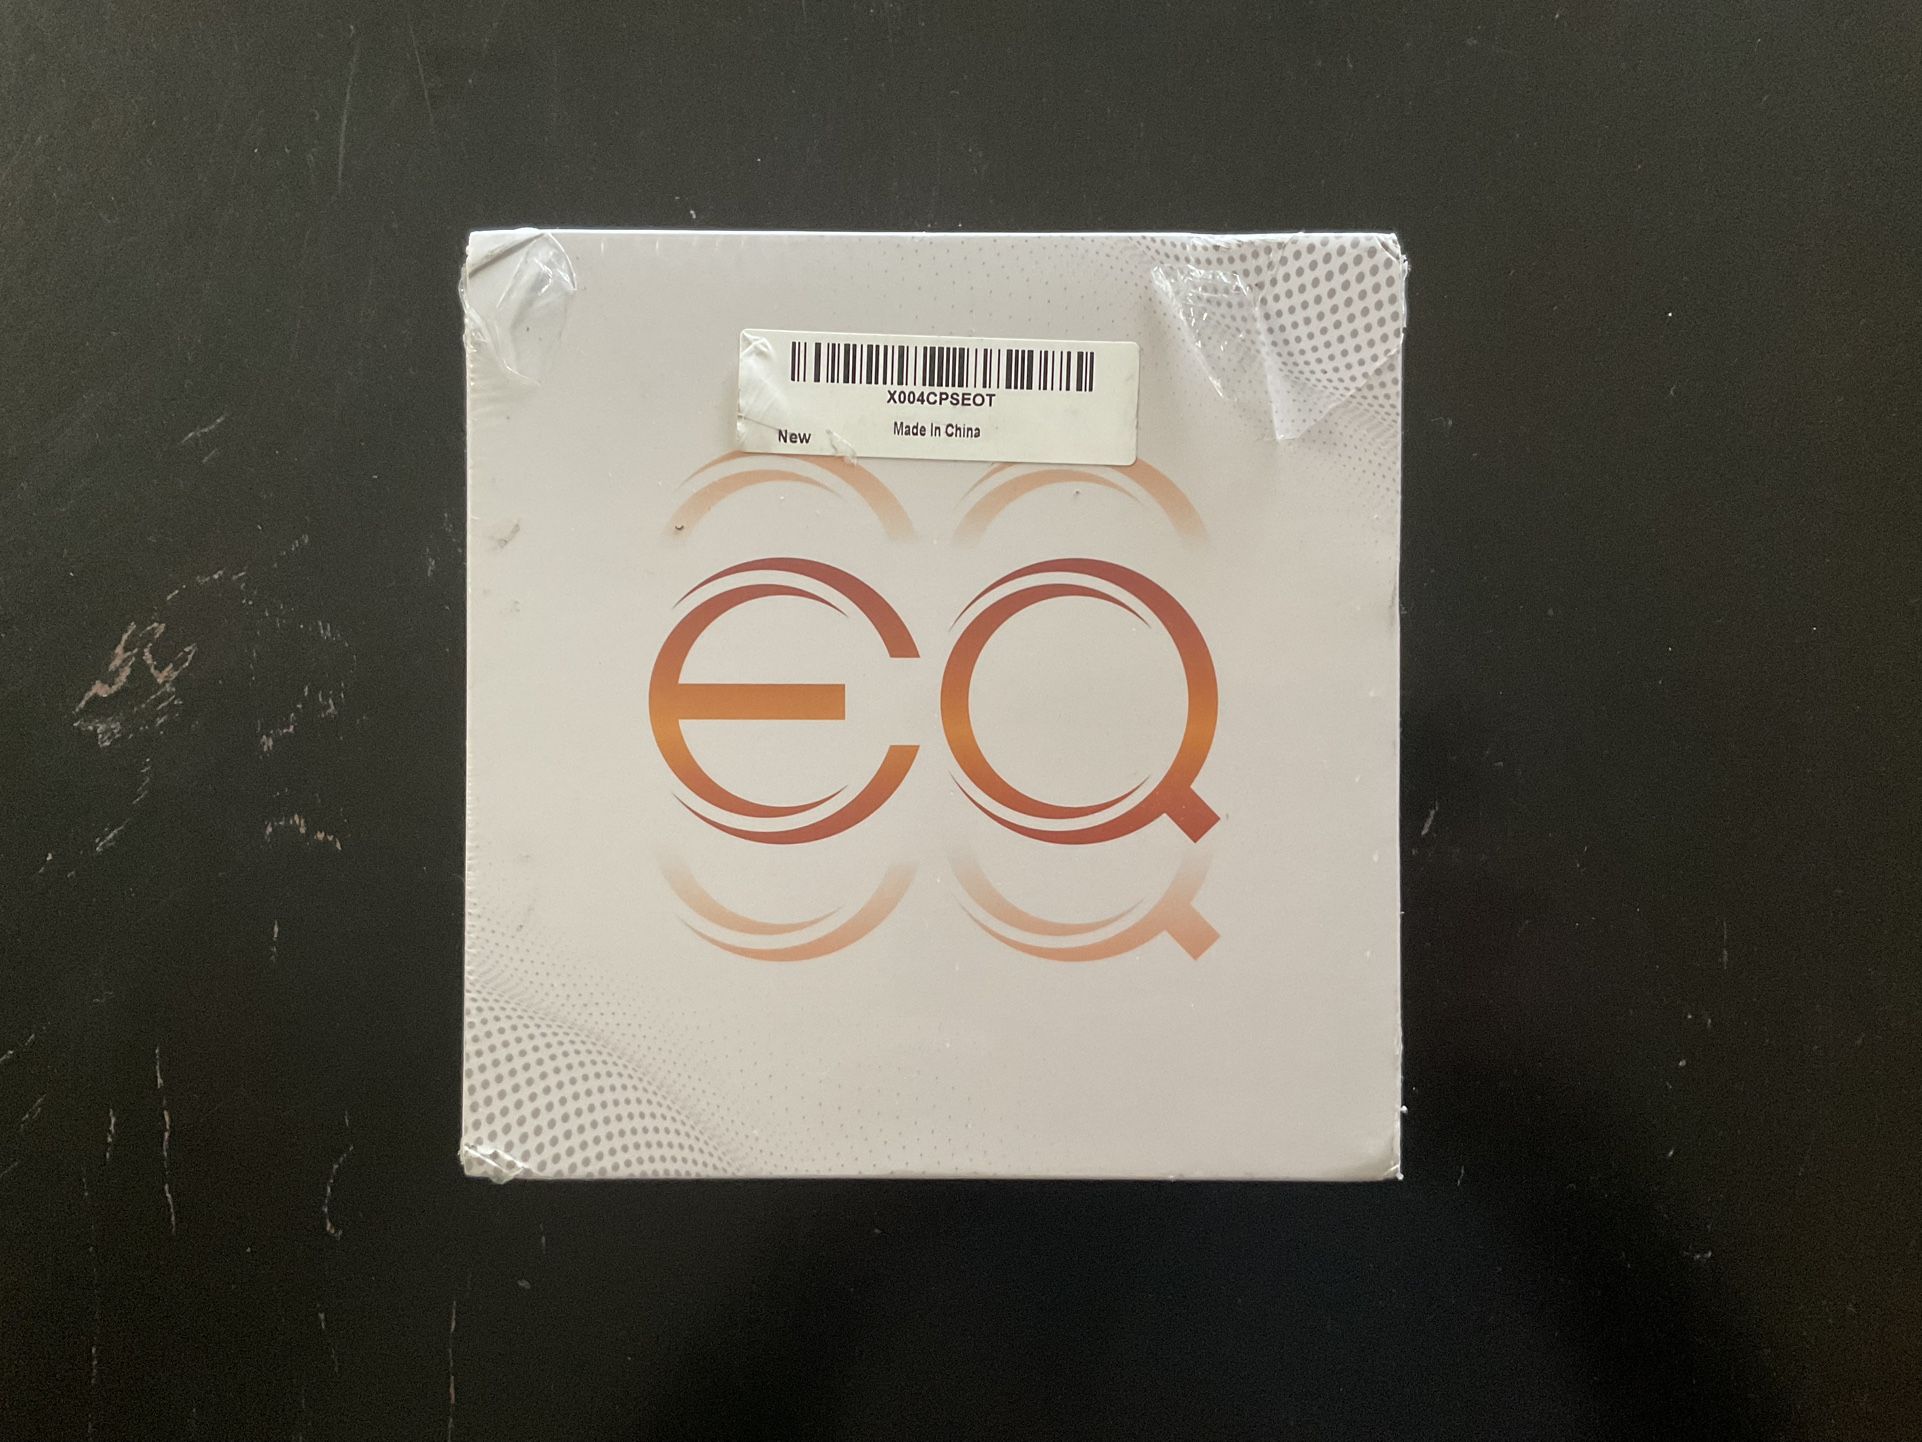 X004CPSEOT
Made In China
New
eQ